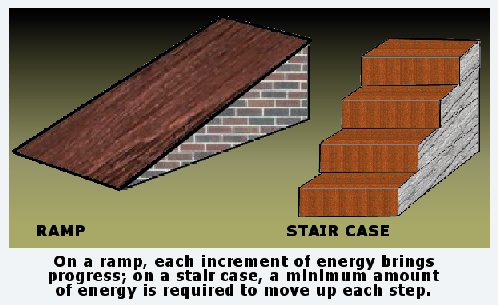 RAMP
STAIR CASE
On a ramp, each increment of energy brings
progress; on a stair case, a minimum amount
of energy is required to move up each step.